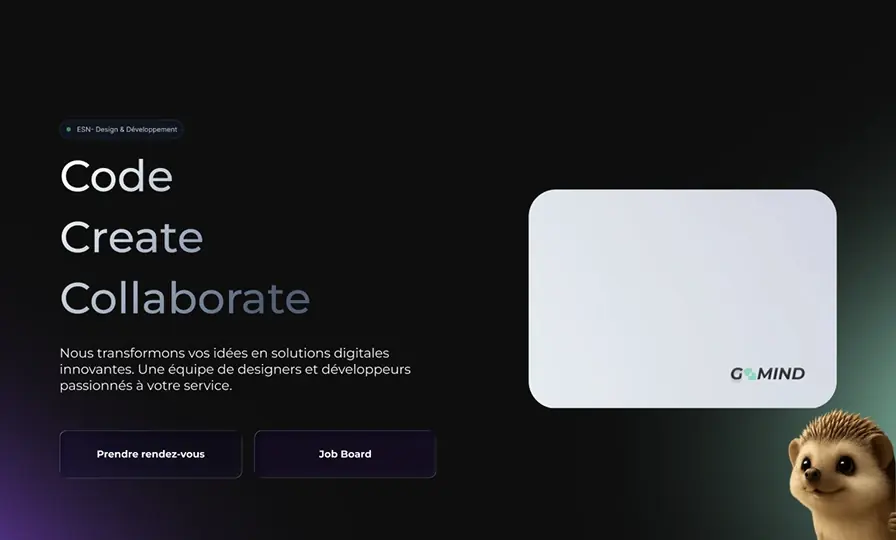 ESN- Design & Développement
Code
Create
Collaborate
Nous transformons vos idées en solutions digitales
innovantes. Une équipe de designers et développeurs
passionnés à votre service.
Prendre rendez-vous
Job Board
GOMIND